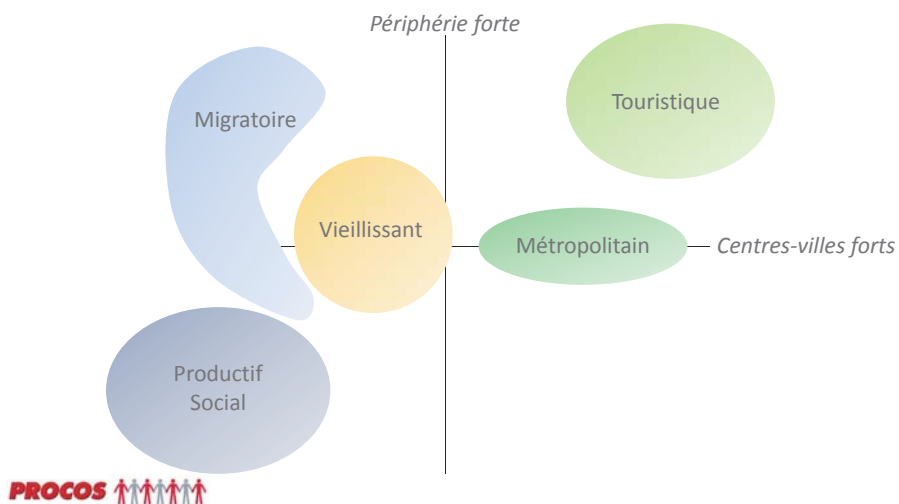 Périphérie forte
Touristique
Migratoire
Vieillissant
Métropolitain
Centres-villes forts
Productif
Social
PROCOS